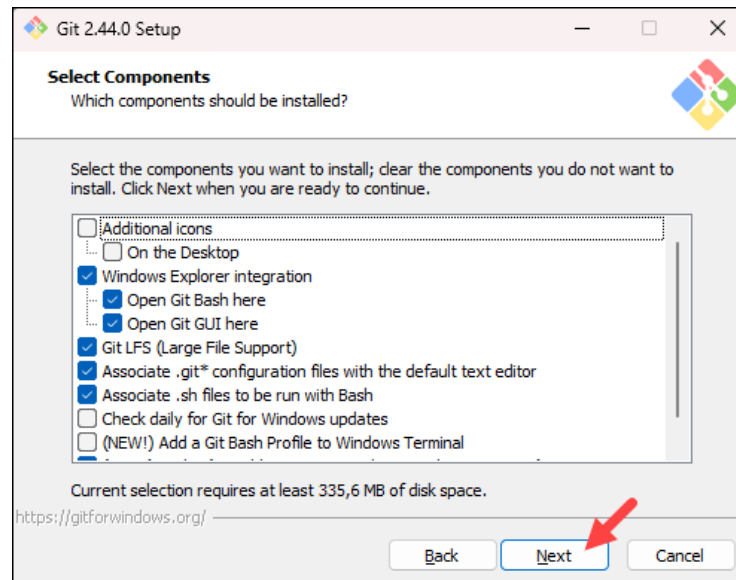 Git 2.44.0 Setup
Select Components
Which components should be installed?
Select the components you want to install; clear the components you do not want to
install. Click Next when you are ready to continue.
Additional icons
On the Desktop
Windows Explorer integration
Open Git Bash here
Open Git GUI here
Git LFS (Large File Support)
Associate .git* configuration files with the default text editor
Associate .sh files to be run with Bash
Check daily for Git for Windows updates
(NEW!) Add a Git Bash Profile to Windows Terminal
Current selection requires at least 335,6 MB of disk space.
https://gitforwindows.org/
Back
Next
Cancel